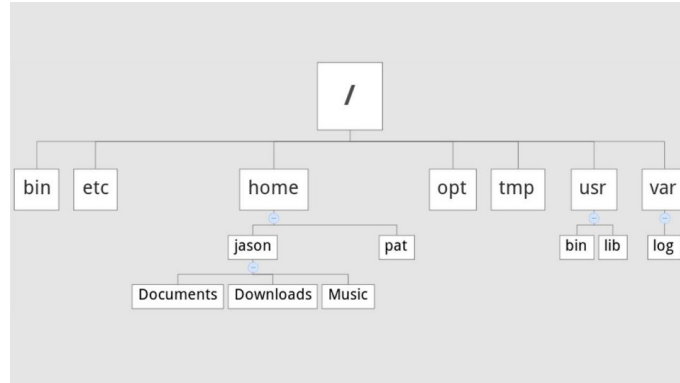 /
bin etc home opt tmp usr var
jason pat bin lib log
Documents Downloads Music